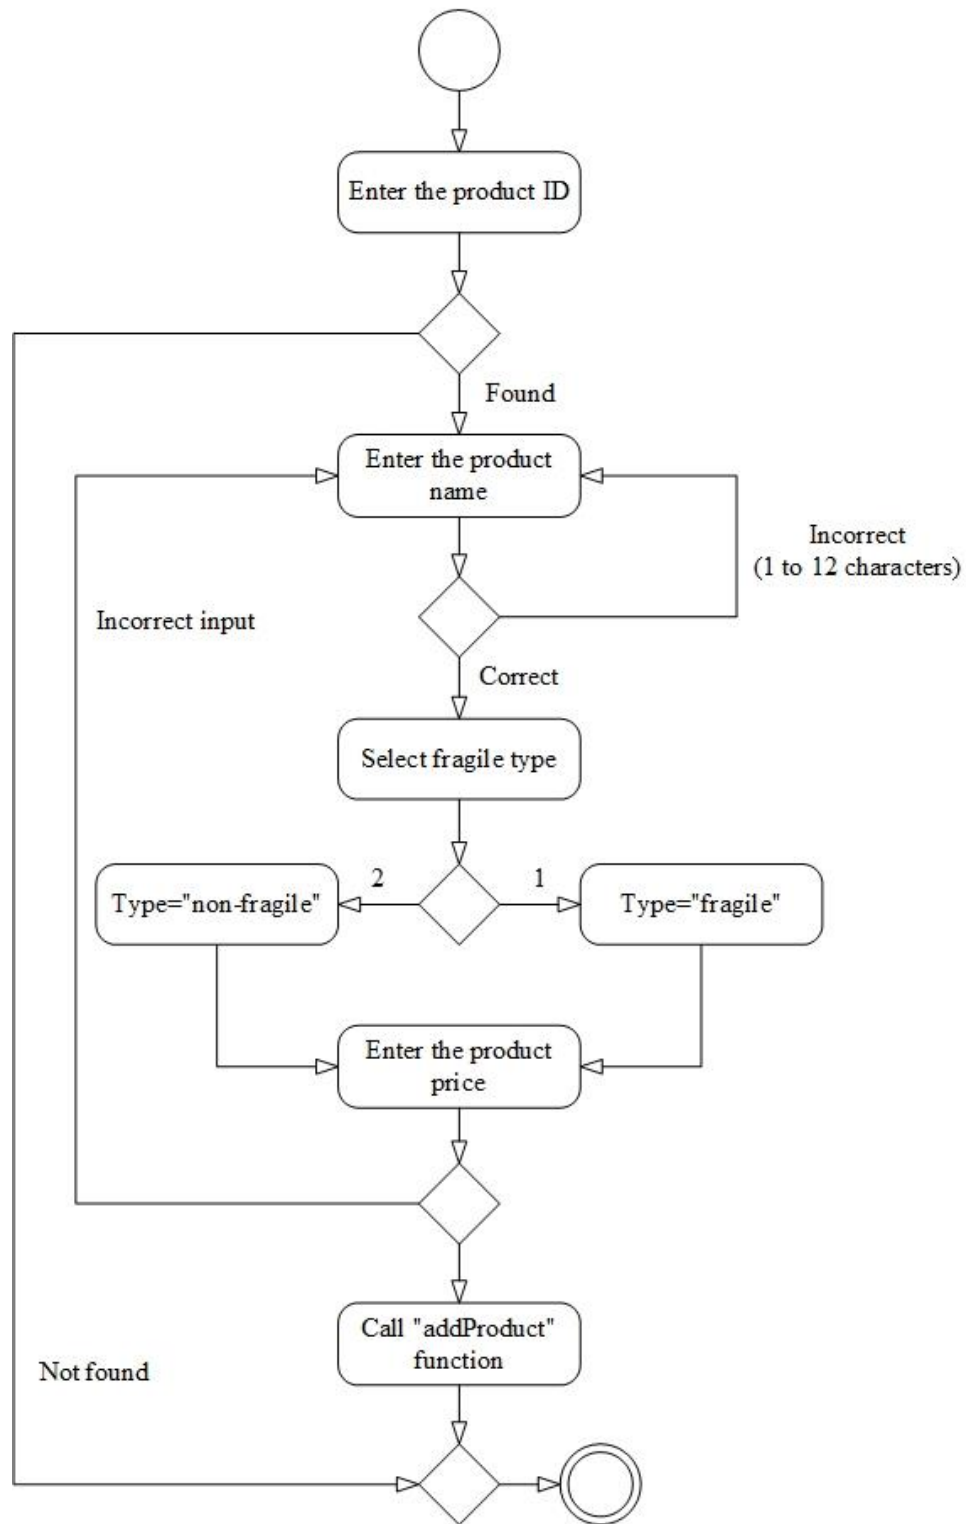 Enter the product ID
Found
Enter the product
name
Incorrect
(1 to 12 characters)
Incorrect input
Correct
Select fragile type
2
1
Type="non-fragile"
Type="fragile"
Enter the product
price
Call "addProduct"
function
Not found